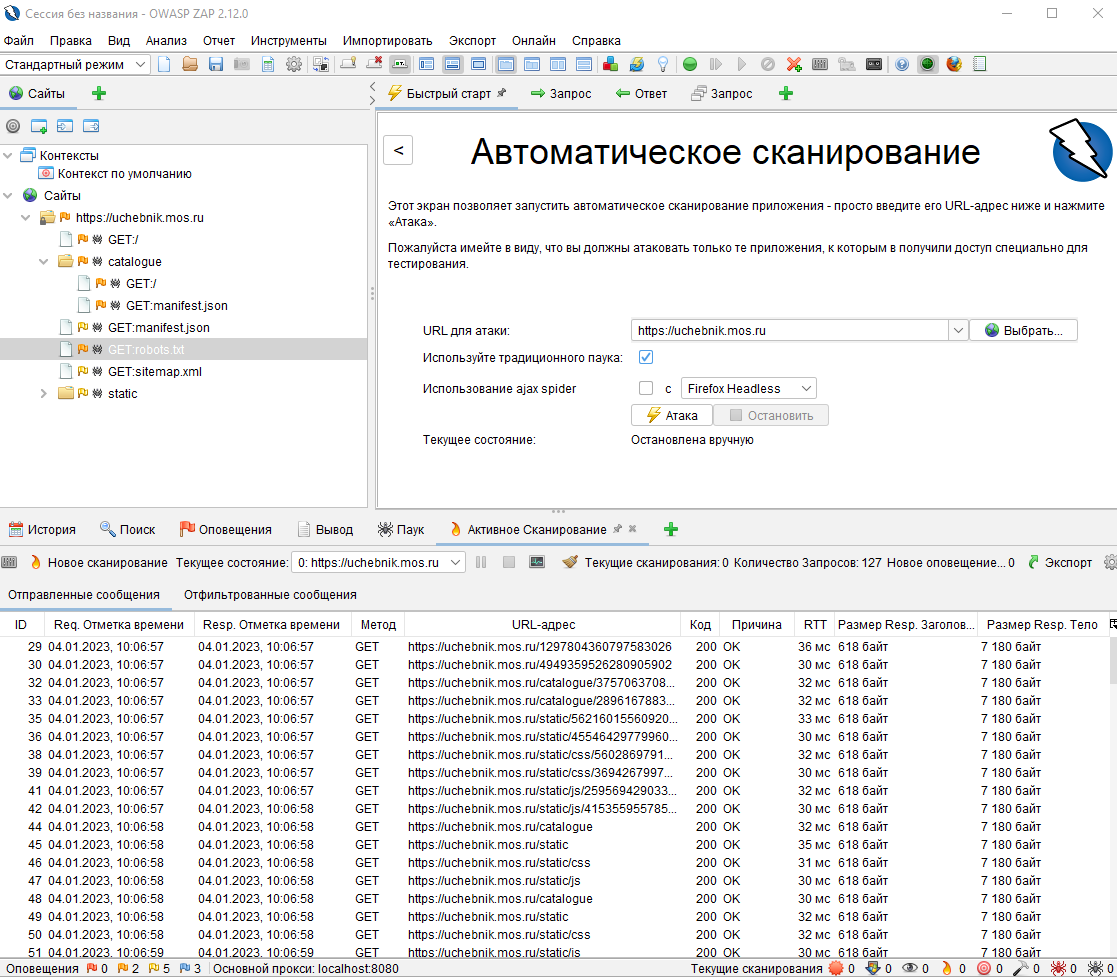 Сессия без названия - OWASP ZAP 2.12.0
Файл Правка Вид Анализ Отчет Инструменты Импортировать Экспорт Онлайн Справка
Стандартный режим
Сайты
Быстрый старт Запрос Ответ Запрос
Контексты
Контекст по умолчанию
Сайты
https://uchebnik.mos.ru
GET:/
catalogue
GET:/
GET:manifest.json
GET:manifest.json
GET:robots.txt
GET:sitemap.xml
static
<
Автоматическое сканирование
Этот экран позволяет запустить автоматическое сканирование приложения - просто введите его URL-адрес ниже и нажмите
«Атака».
Пожалуйста имейте в виду, что вы должны атаковать только те приложения, к которым в получили доступ специально для
тестирования.
URL для атаки: https://uchebnik.mos.ru Выбрать...
Используйте традиционного паука:
Использование ajax spider с Firefox Headless
Атака Остановить
Текущее состояние: Остановлена вручную
История Поиск Оповещения Вывод Паук Активное Сканирование
Новое сканирование Текущее состояние: 0: https://uchebnik.mos.ru Текущие сканирования: 0 Количество Запросов: 127 Новое оповещение... 0 Экспорт
Отправленные сообщения Отфильтрованные сообщения
ID Req. Отметка времени Resp. Отметка времени Метод URL-адрес Код Причина RTT Размер Resp. Заголов... Размер Resp. Тело
29 04.01.2023, 10:06:57 04.01.2023, 10:06:57 GET https://uchebnik.mos.ru/1297804360797583026 200 OK 36 мс 618 байт 7 180 байт
30 04.01.2023, 10:06:57 04.01.2023, 10:06:57 GET https://uchebnik.mos.ru/4949359526280905902 200 OK 30 мс 618 байт 7 180 байт
32 04.01.2023, 10:06:57 04.01.2023, 10:06:57 GET https://uchebnik.mos.ru/catalogue/3757063708... 200 OK 32 мс 618 байт 7 180 байт
33 04.01.2023, 10:06:57 04.01.2023, 10:06:57 GET https://uchebnik.mos.ru/catalogue/2896167883... 200 OK 32 мс 618 байт 7 180 байт
35 04.01.2023, 10:06:57 04.01.2023, 10:06:57 GET https://uchebnik.mos.ru/static/56216015560920... 200 OK 33 мс 618 байт 7 180 байт
36 04.01.2023, 10:06:57 04.01.2023, 10:06:57 GET https://uchebnik.mos.ru/static/45546429779960... 200 OK 30 мс 618 байт 7 180 байт
38 04.01.2023, 10:06:57 04.01.2023, 10:06:57 GET https://uchebnik.mos.ru/static/css/5602869791... 200 OK 32 мс 618 байт 7 180 байт
39 04.01.2023, 10:06:57 04.01.2023, 10:06:57 GET https://uchebnik.mos.ru/static/css/3694267997... 200 OK 30 мс 618 байт 7 180 байт
41 04.01.2023, 10:06:57 04.01.2023, 10:06:57 GET https://uchebnik.mos.ru/static/js/259569429033... 200 OK 32 мс 618 байт 7 180 байт
42 04.01.2023, 10:06:57 04.01.2023, 10:06:58 GET https://uchebnik.mos.ru/static/js/415355955785... 200 OK 30 мс 618 байт 7 180 байт
44 04.01.2023, 10:06:58 04.01.2023, 10:06:58 GET https://uchebnik.mos.ru/catalogue 200 OK 32 мс 618 байт 7 180 байт
45 04.01.2023, 10:06:58 04.01.2023, 10:06:58 GET https://uchebnik.mos.ru/static 200 OK 35 мс 618 байт 7 180 байт
46 04.01.2023, 10:06:58 04.01.2023, 10:06:58 GET https://uchebnik.mos.ru/static/css 200 OK 31 мс 618 байт 7 180 байт
47 04.01.2023, 10:06:58 04.01.2023, 10:06:58 GET https://uchebnik.mos.ru/static/js 200 OK 30 мс 618 байт 7 180 байт
48 04.01.2023, 10:06:58 04.01.2023, 10:06:58 GET https://uchebnik.mos.ru/catalogue 200 OK 30 мс 618 байт 7 180 байт
49 04.01.2023, 10:06:58 04.01.2023, 10:06:58 GET https://uchebnik.mos.ru/static 200 OK 32 мс 618 байт 7 180 байт
50 04.01.2023, 10:06:58 04.01.2023, 10:06:58 GET https://uchebnik.mos.ru/static/css 200 OK 30 мс 618 байт 7 180 байт
51 04.01.2023, 10:06:59 04.01.2023, 10:06:59 GET https://uchebnik.mos.ru/static/js 200 OK 30 мс 618 байт 7 180 байт
Оповещения 0 2 5 3 Основной прокси: localhost:8080 Текущие сканирования 0 0 0 0 0 0 0 0